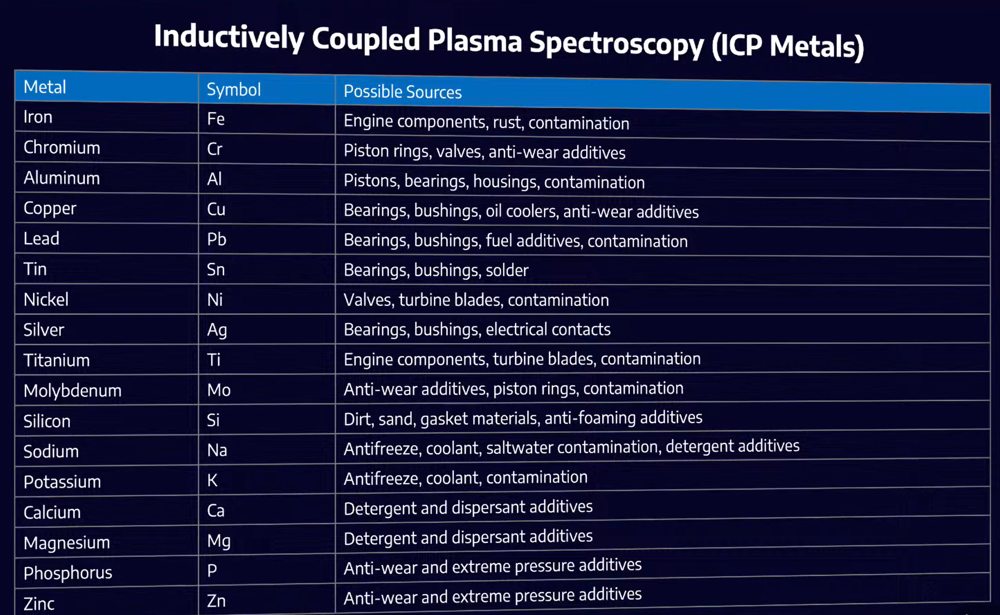 Inductively Coupled Plasma Spectroscopy (ICP Metals)
Metal Symbol Possible Sources
Iron Fe Engine components, rust, contamination
Chromium Cr Piston rings, valves, anti-wear additives
Aluminum Al Pistons, bearings, housings, contamination
Copper Cu Bearings, bushings, oil coolers, anti-wear additives
Lead Pb Bearings, bushings, fuel additives, contamination
Tin Sn Bearings, bushings, solder
Nickel Ni Valves, turbine blades, contamination
Silver Ag Bearings, bushings, electrical contacts
Titanium Ti Engine components, turbine blades, contamination
Molybdenum Mo Anti-wear additives, piston rings, contamination
Silicon Si Dirt, sand, gasket materials, anti-foaming additives
Sodium Na Antifreeze, coolant, saltwater contamination, detergent additives
Potassium K Antifreeze, coolant, contamination
Calcium Ca Detergent and dispersant additives
Magnesium Mg Detergent and dispersant additives
Phosphorus P Anti-wear and extreme pressure additives
Zinc Zn Anti-wear and extreme pressure additives